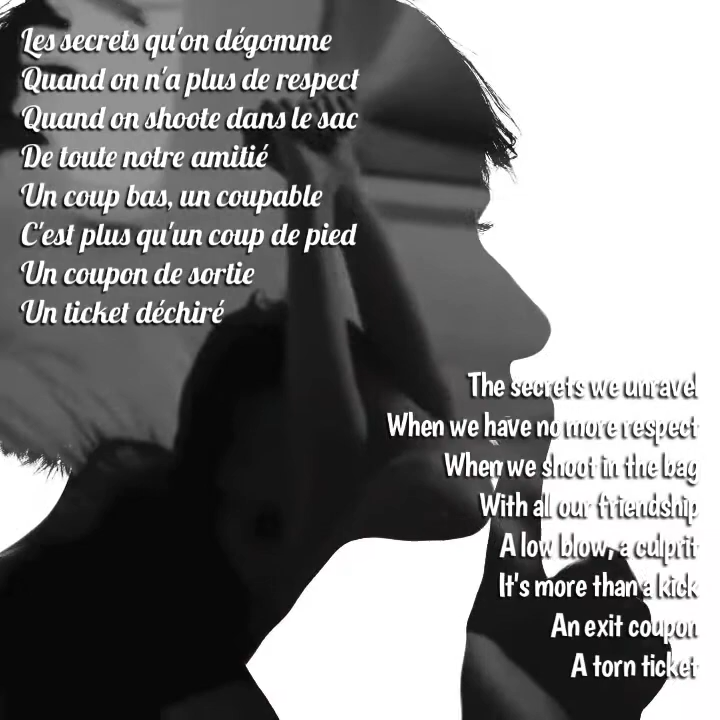 Les secrets qu'on dégomme
Quand on n'a plus de respect
Quand on shoote dans le sac
De toute notre amitié
Un coup bas, un coupable
C'est plus qu'un coup de pied
Un coupon de sortie
Un ticket déchiré
The secrets we unravel
When we have no more respect
When we shoot in the bag
With all our friendship
A low blow, a culprit
It's more than a kick
An exit coupon
A torn ticket